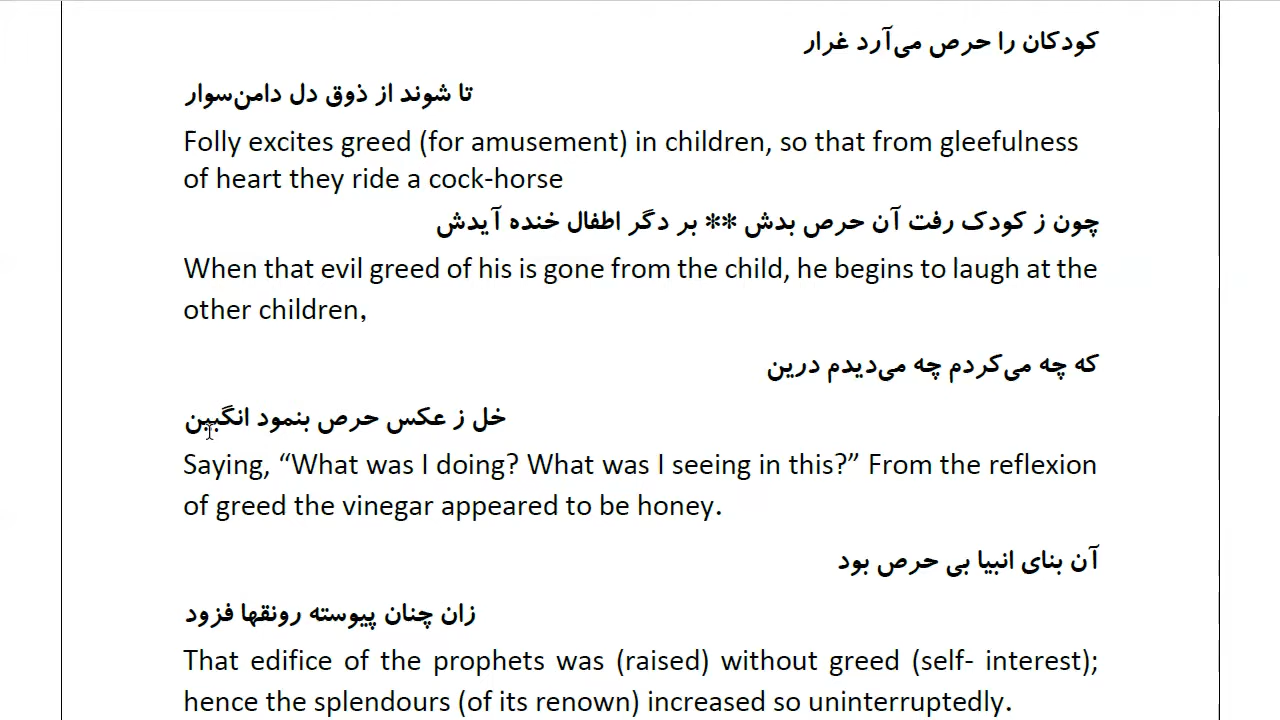 کودکان را حرص می‌آرد غرار
تا شوند از ذوق دل دامن‌سوار
Folly excites greed (for amusement) in children, so that from gleefulness
of heart they ride a cock-horse
چون ز کودک رفت آن حرص بدش ** بر دگر اطفال خنده آیدش
When that evil greed of his is gone from the child, he begins to laugh at the
other children,
که چه می‌کردم چه می‌دیدم درین
خل ز عکس حرص بنمود انگبین
Saying, “What was I doing? What was I seeing in this?” From the reflexion
of greed the vinegar appeared to be honey.
آن بنای انبیا بی حرص بود
زان چنان پیوسته رونقها فزود
That edifice of the prophets was (raised) without greed (self- interest);
hence the splendours (of its renown) increased so uninterruptedly.